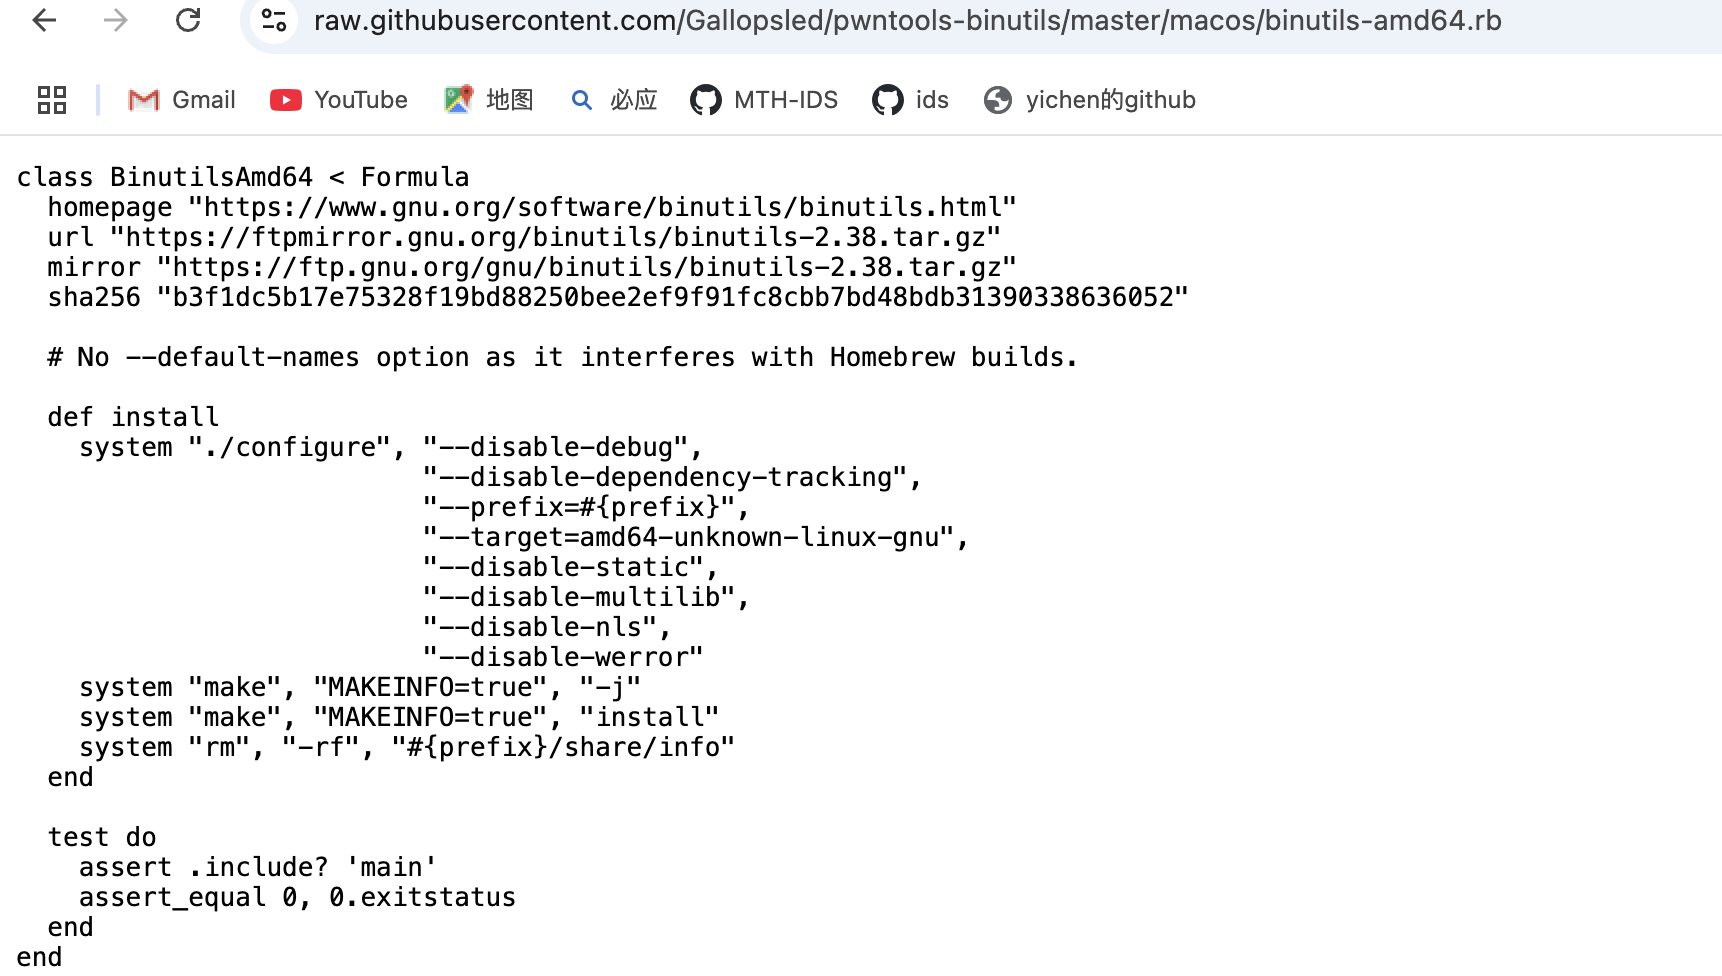 raw.githubusercontent.com/Gallopsled/pwntools-binutils/master/macos/binutils-amd64.rb
Gmail YouTube 地图 必应 MTH-IDS ids yichen的github
class BinutilsAmd64 < Formula
  homepage "https://www.gnu.org/software/binutils/binutils.html"
  url "https://ftpmirror.gnu.org/binutils/binutils-2.38.tar.gz"
  mirror "https://ftp.gnu.org/gnu/binutils/binutils-2.38.tar.gz"
  sha256 "b3f1dc5b17e75328f19bd88250bee2ef9f91fc8cbb7bd48bdb31390338636052"

  # No --default-names option as it interferes with Homebrew builds.

  def install
    system "./configure", "--disable-debug",
                          "--disable-dependency-tracking",
                          "--prefix=#{prefix}",
                          "--target=amd64-unknown-linux-gnu",
                          "--disable-static",
                          "--disable-multilib",
                          "--disable-nls",
                          "--disable-werror"
    system "make", "MAKEINFO=true", "-j"
    system "make", "MAKEINFO=true", "install"
    system "rm", "-rf", "#{prefix}/share/info"
  end

  test do
    assert .include? 'main'
    assert_equal 0, 0.exitstatus
  end
end